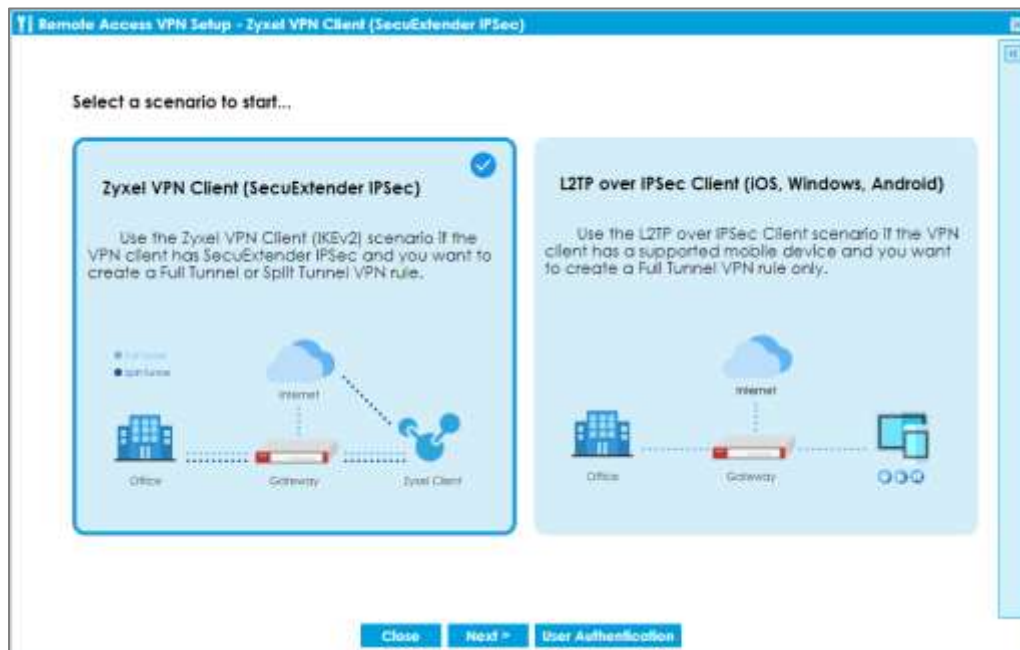 Remote Access VPN Setup - Zyxel VPN Client (SecuExtender IPSec)
Select a scenario to start...
Zyxel VPN Client (SecuExtender IPSec)
Use the Zyxel VPN Client (IKEv2) scenario if the
VPN client has SecuExtender IPSec and you want to
create a Full Tunnel or Split Tunnel VPN rule.
Full Tunnel
Split Tunnel
Internet
Office
Gateway
Zyxel Client
L2TP over IPSec Client (iOS, Windows, Android)
Use the L2TP over IPSec Client scenario if the VPN
client has a supported mobile device and you want
to create a Full Tunnel VPN rule only.
Internet
Office
Gateway
Close
Next >
User Authentication